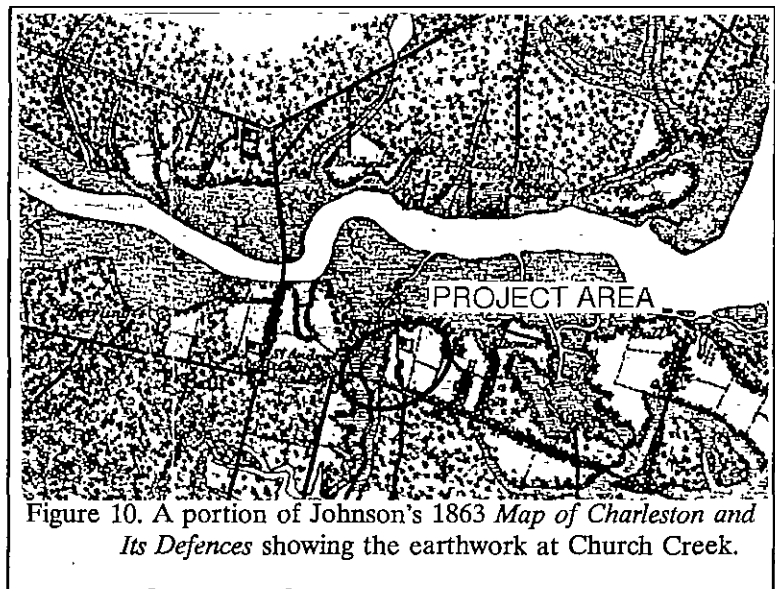 PROJECT AREA
Figure 10. A portion of Johnson's 1863 Map of Charleston and
Its Defences showing the earthwork at Church Creek.